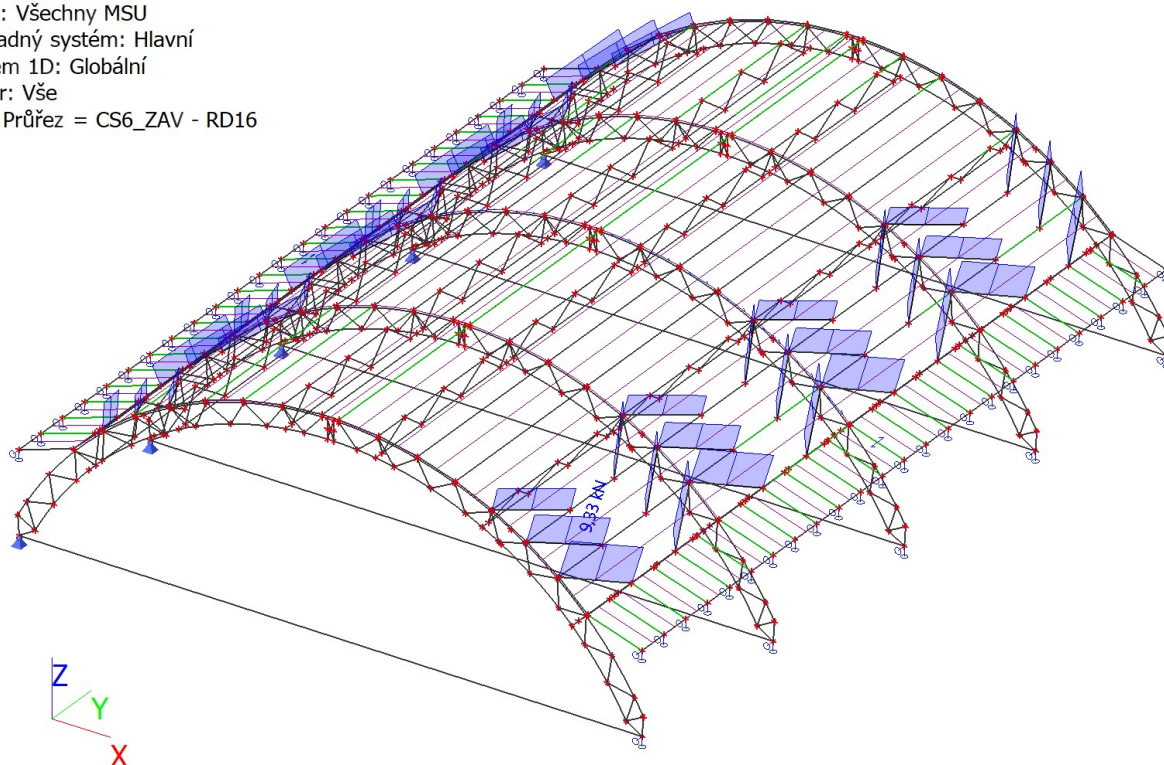 : Všechny MSU
adný systém: Hlavní
em 1D: Globální
r: Vše
Průřez = CS6_ZAV - RD16
9,33 kN
Z
Z
Y
X